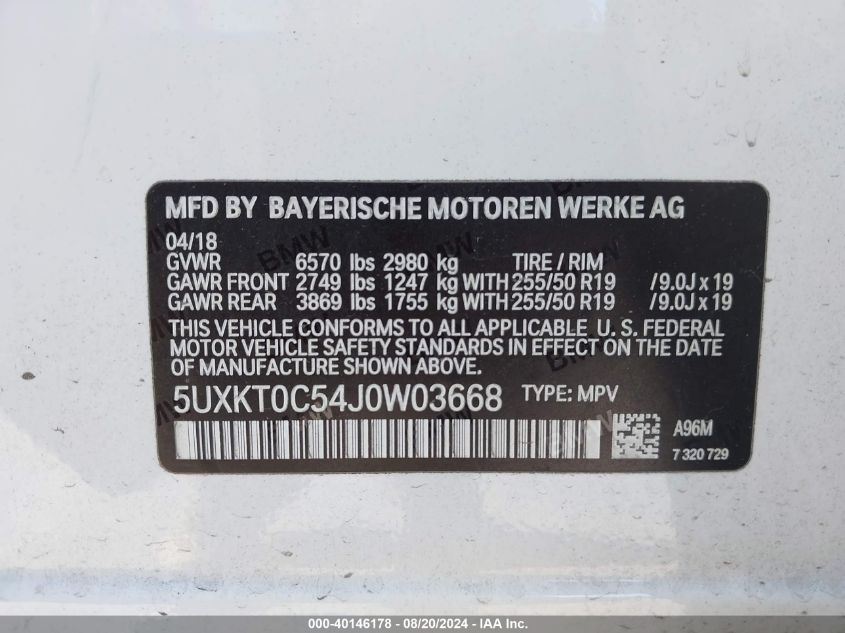 MFD BY BAYERISCHE MOTOREN WERKE AG
04/18
GVWR 6570 lbs 2980 kg TIRE / RIM
GAWR FRONT 2749 lbs 1247 kg WITH 255/50 R19 / 9.0J x 19
GAWR REAR 3869 lbs 1755 kg WITH 255/50 R19 / 9.0J x 19
THIS VEHICLE CONFORMS TO ALL APPLICABLE U. S. FEDERAL
MOTOR VEHICLE SAFETY STANDARDS IN EFFECT ON THE DATE
OF MANUFACTURE SHOWN ABOVE.
5UXKT0C54J0W03668 TYPE: MPV
A96M
7 320 729
000-40146178 - 08/20/2024 - IAA Inc.